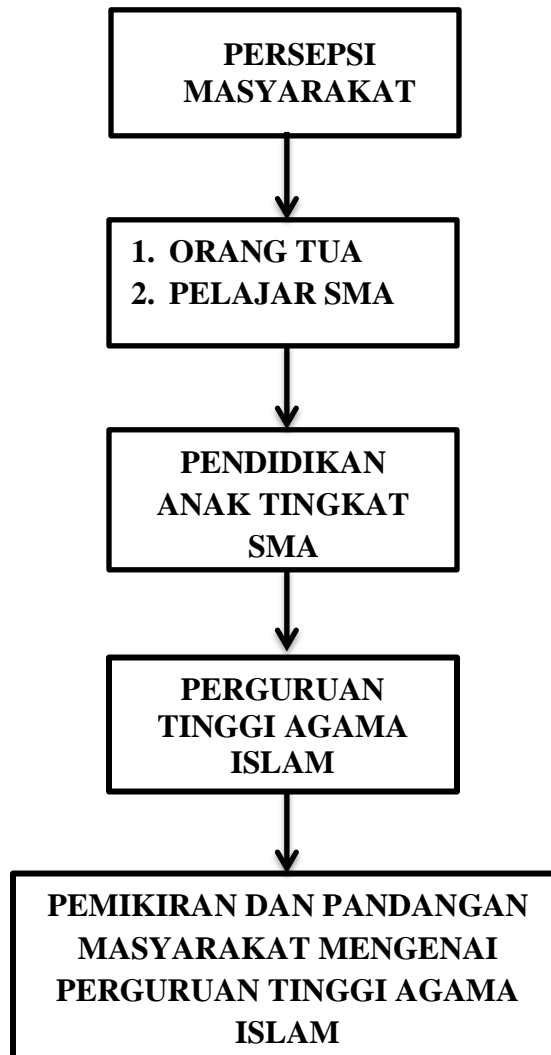 PERSEPSI
MASYARAKAT
1. ORANG TUA
2. PELAJAR SMA
PENDIDIKAN
ANAK TINGKAT
SMA
PERGURUAN
TINGGI AGAMA
ISLAM
PEMIKIRAN DAN PANDANGAN
MASYARAKAT MENGENAI
PERGURUAN TINGGI AGAMA
ISLAM